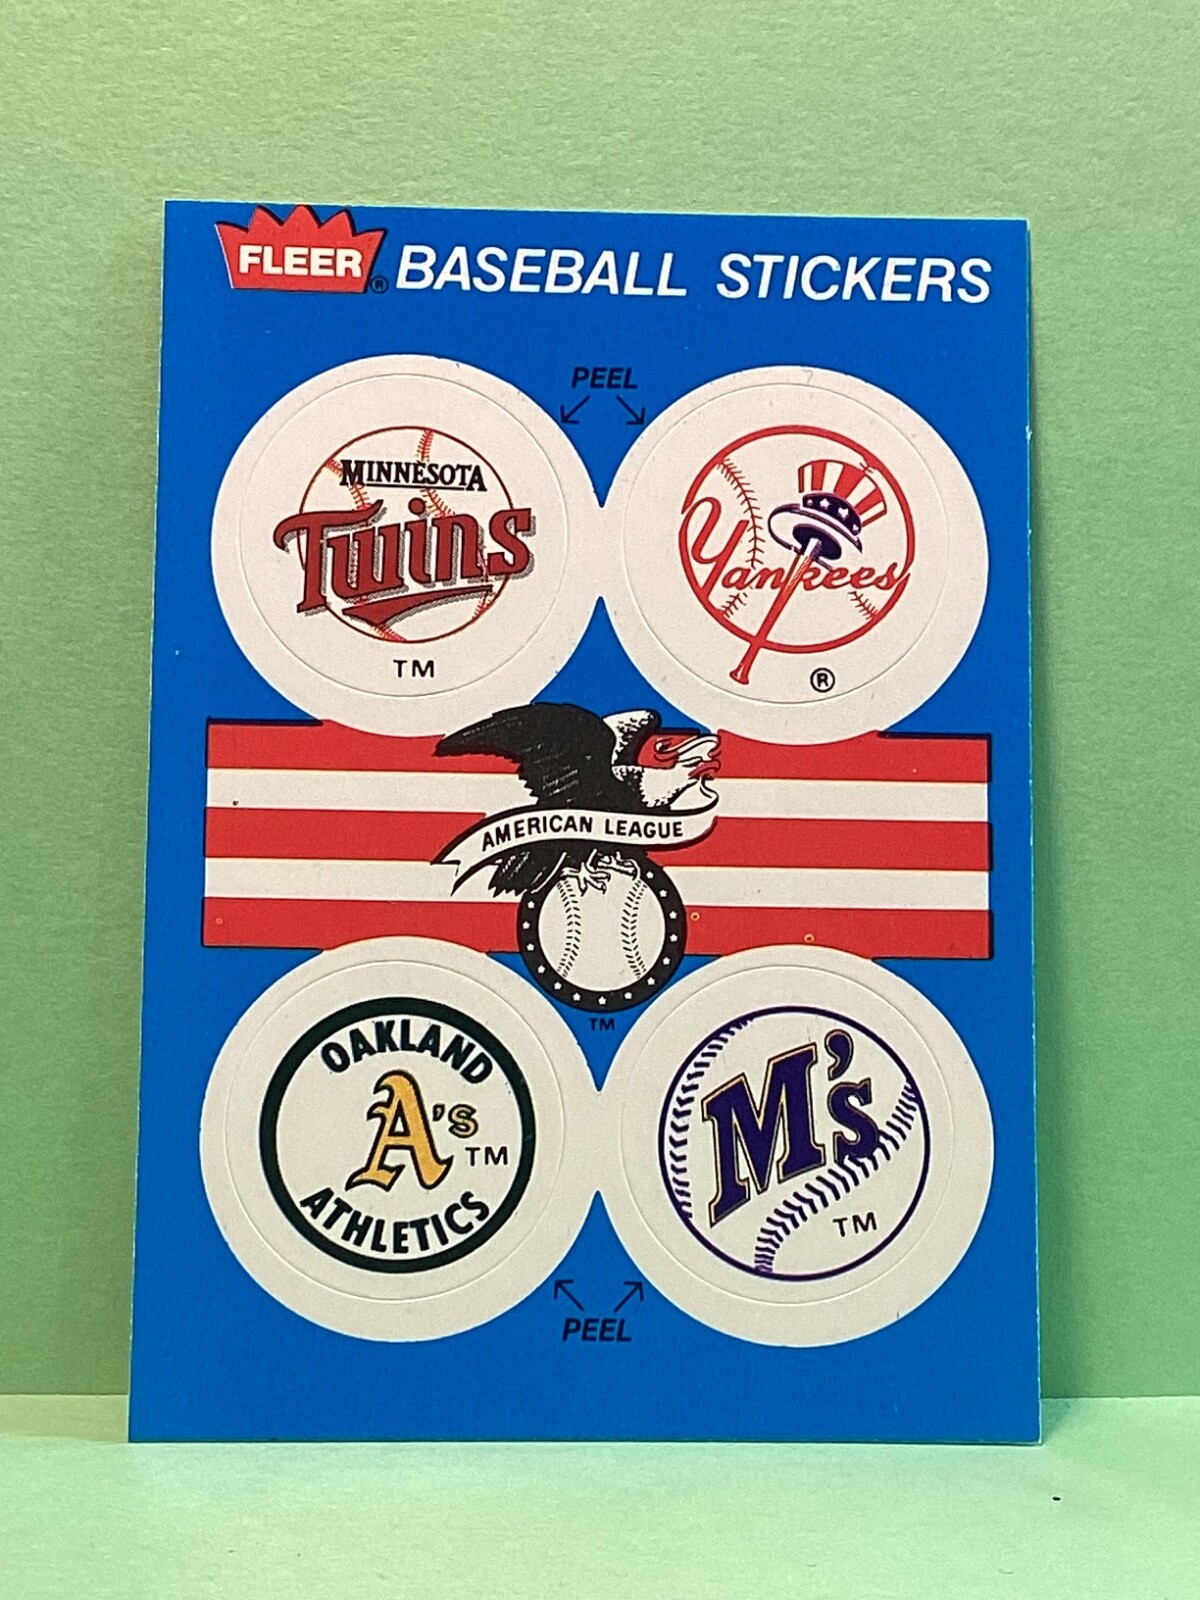 FLEER® BASEBALL STICKERS
PEEL
MINNESOTA
Twins
TM
Yankees
®
AMERICAN LEAGUE
TM
OAKLAND
A's TM
ATHLETICS
M's
TM
PEEL